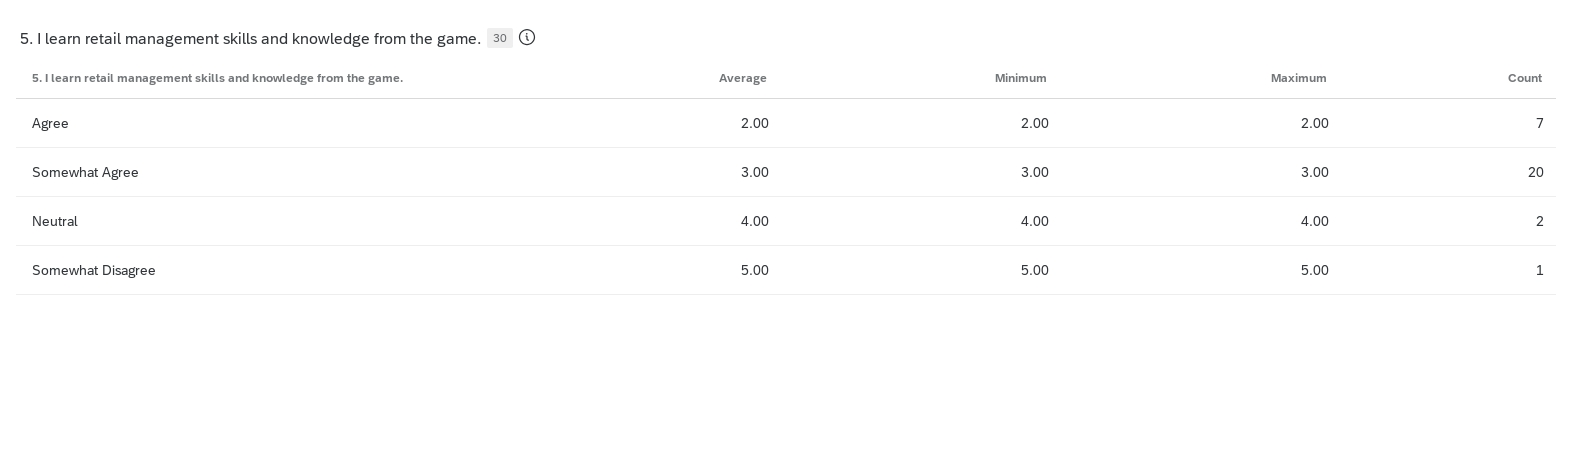 5. I learn retail management skills and knowledge from the game. 30
5. I learn retail management skills and knowledge from the game. Average Minimum Maximum Count
Agree 2.00 2.00 2.00 7
Somewhat Agree 3.00 3.00 3.00 20
Neutral 4.00 4.00 4.00 2
Somewhat Disagree 5.00 5.00 5.00 1